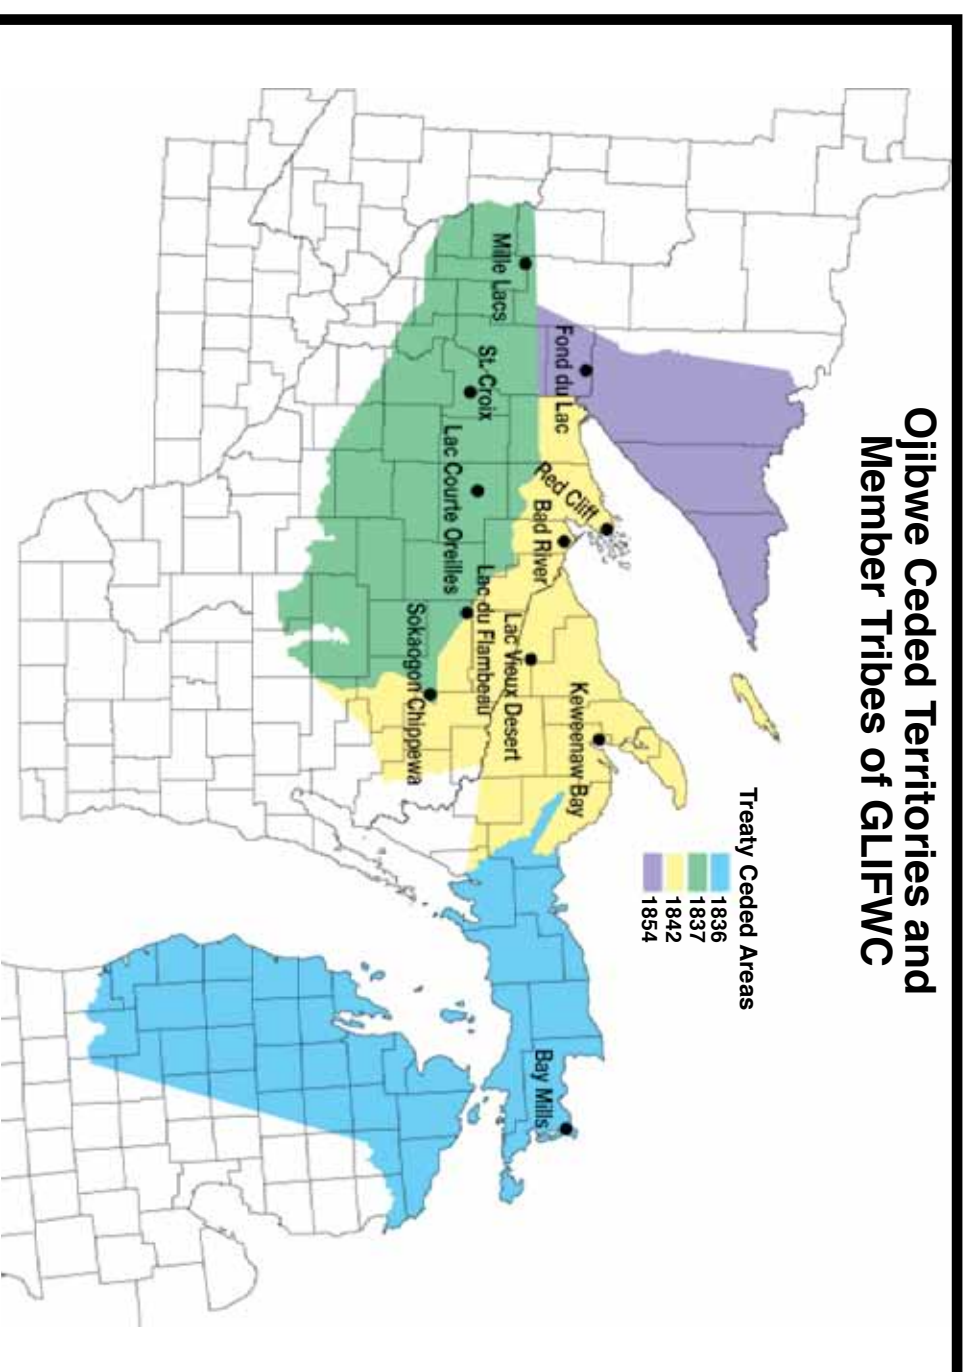 Ojibwe Ceded Territories and
Member Tribes of GLIFWC
Treaty Ceded Areas
1836
1837
1842
1854
Fond du Lac
Mille Lacs
St. Croix
Lac Courte Oreilles
Red Cliff
Bad River
Lac du Flambeau
Lac Vieux Desert
Sokaogon Chippewa
Keweenaw Bay
Bay Mills